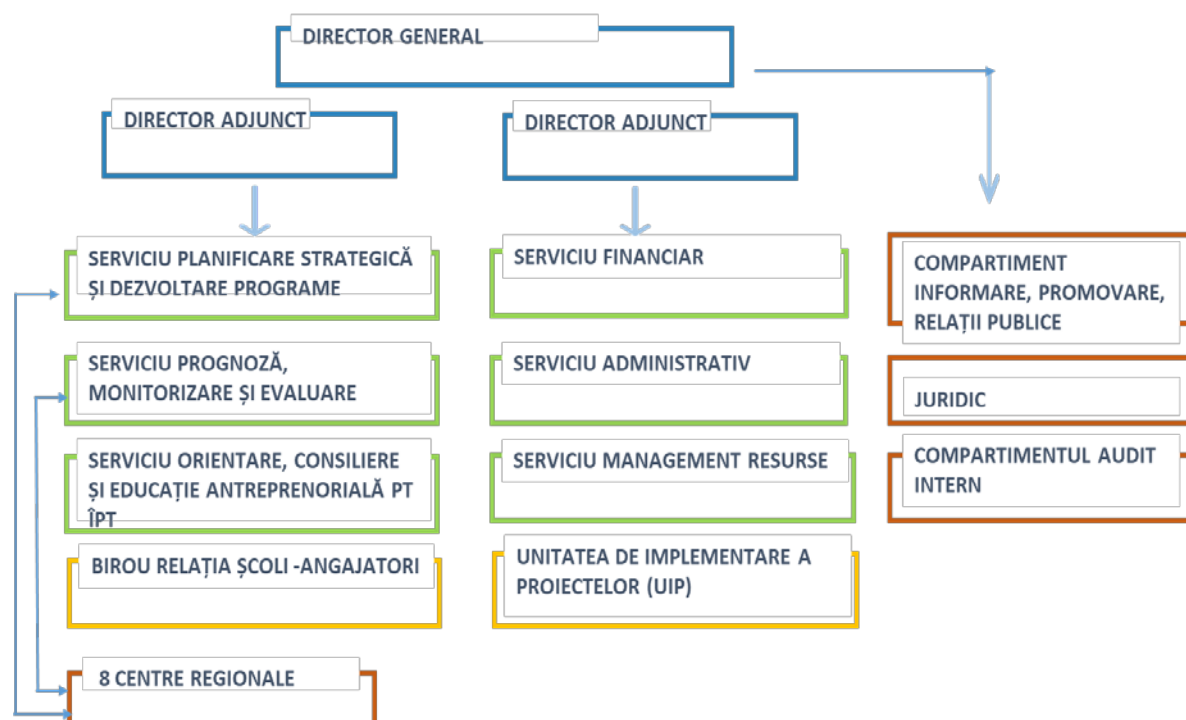 DIRECTOR GENERAL
DIRECTOR ADJUNCT
DIRECTOR ADJUNCT
SERVICIU PLANIFICARE STRATEGICĂ
ȘI DEZVOLTARE PROGRAME
SERVICIU PROGNOZĂ,
MONITORIZARE ȘI EVALUARE
SERVICIU ORIENTARE, CONSILIERE
ȘI EDUCAȚIE ANTREPRENORIALĂ PT
ÎPT
BIROU RELAȚIA ȘCOLI -ANGAJATORI
8 CENTRE REGIONALE
SERVICIU FINANCIAR
SERVICIU ADMINISTRATIV
SERVICIU MANAGEMENT RESURSE
UNITATEA DE IMPLEMENTARE A
PROIECTELOR (UIP)
COMPARTIMENT
INFORMARE, PROMOVARE,
RELAȚII PUBLICE
JURIDIC
COMPARTIMENTUL AUDIT
INTERN